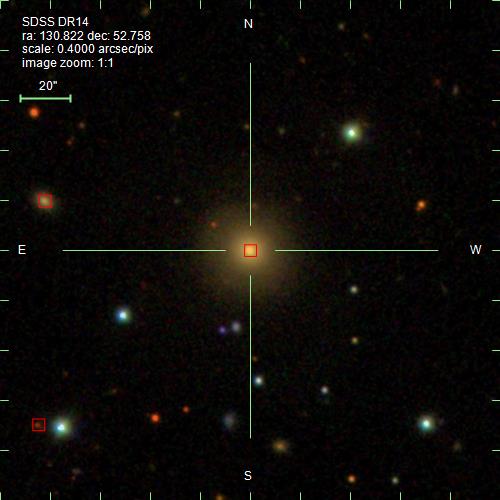 SDSS DR14
ra: 130.822 dec: 52.758
scale: 0.4000 arcsec/pix
image zoom: 1:1
20"
N
E
W
S